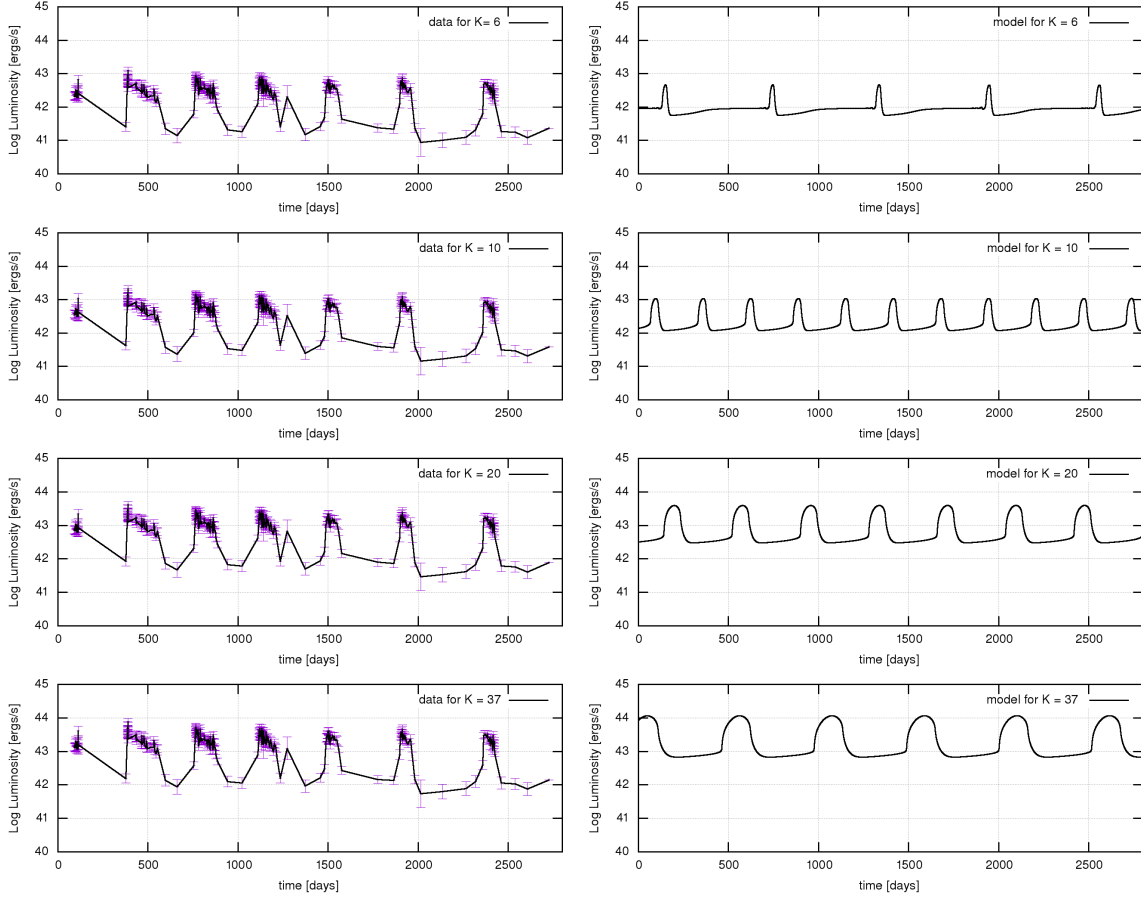 data for K= 6
Log Luminosity [ergs/s]
45
44
43
42
41
40
0 500 1000 1500 2000 2500
time [days]
model for K = 6
Log Luminosity [ergs/s]
45
44
43
42
41
40
0 500 1000 1500 2000 2500
time [days]
data for K = 10
Log Luminosity [ergs/s]
45
44
43
42
41
40
0 500 1000 1500 2000 2500
time [days]
model for K = 10
Log Luminosity [ergs/s]
45
44
43
42
41
40
0 500 1000 1500 2000 2500
time [days]
data for K = 20
Log Luminosity [ergs/s]
45
44
43
42
41
40
0 500 1000 1500 2000 2500
time [days]
model for K = 20
Log Luminosity [ergs/s]
45
44
43
42
41
40
0 500 1000 1500 2000 2500
time [days]
data for K = 37
Log Luminosity [ergs/s]
45
44
43
42
41
40
0 500 1000 1500 2000 2500
time [days]
model for K = 37
Log Luminosity [ergs/s]
45
44
43
42
41
40
0 500 1000 1500 2000 2500
time [days]